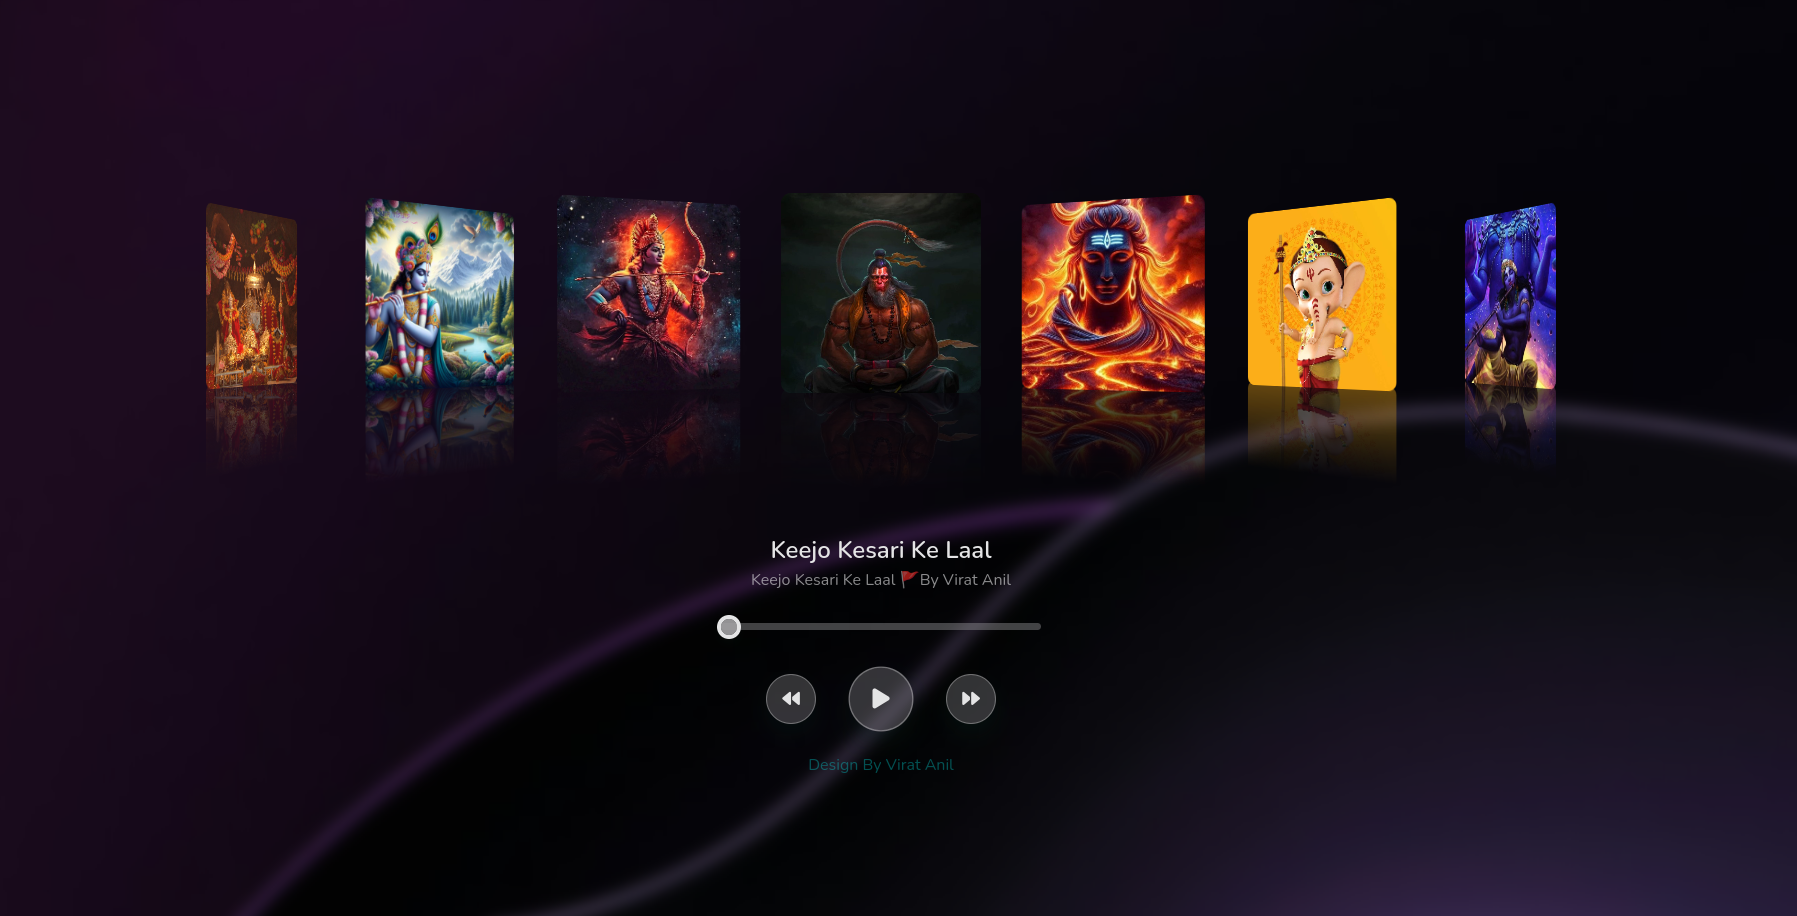 Keejo Kesari Ke Laal
Keejo Kesari Ke Laal 🚩By Virat Anil
Design By Virat Anil